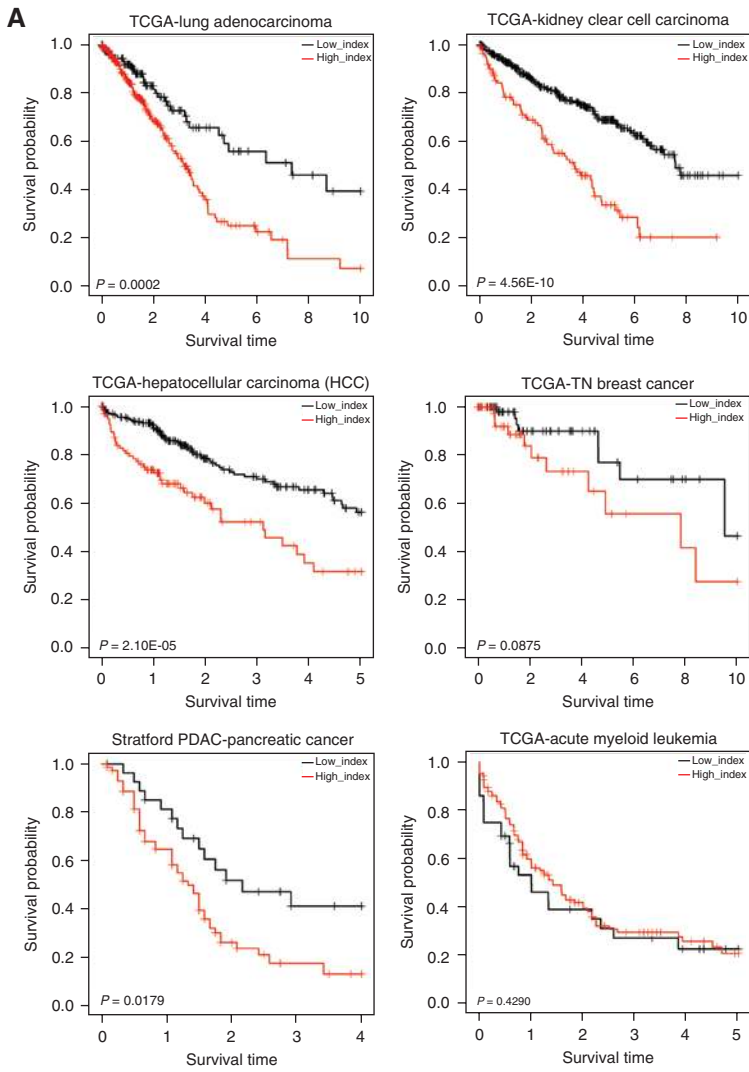 A
TCGA-lung adenocarcinoma
Survival probability
1.0
0.8
0.6
0.4
0.2
0.0
Low_index
High_index
P = 0.0002
0 2 4 6 8 10
Survival time
TCGA-kidney clear cell carcinoma
Survival probability
1.0
0.8
0.6
0.4
0.2
0.0
Low_index
High_index
P = 4.56E-10
0 2 4 6 8 10
Survival time
TCGA-hepatocellular carcinoma (HCC)
Survival probability
1.0
0.8
0.6
0.4
0.2
0.0
Low_index
High_index
P = 2.10E-05
0 1 2 3 4 5
Survival time
TCGA-TN breast cancer
Survival probability
1.0
0.8
0.6
0.4
0.2
0.0
Low_index
High_index
P = 0.0875
0 2 4 6 8 10
Survival time
Stratford PDAC-pancreatic cancer
Survival probability
1.0
0.8
0.6
0.4
0.2
0.0
Low_index
High_index
P = 0.0179
0 1 2 3 4
Survival time
TCGA-acute myeloid leukemia
Survival probability
1.0
0.8
0.6
0.4
0.2
0.0
Low_index
High_index
P = 0.4290
0 1 2 3 4 5
Survival time